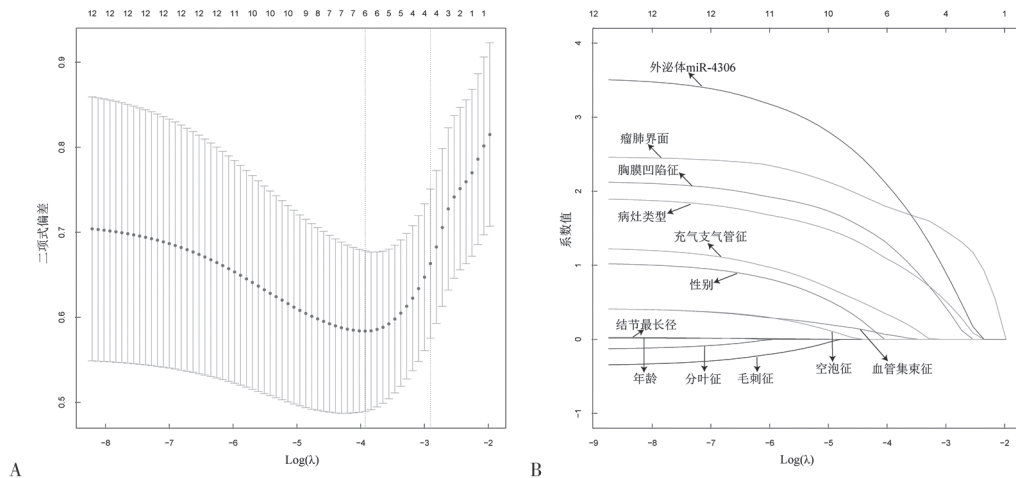 12 12 12 12 12 12 11 10 10 10 9 8 7 7 6 6 5 5 4 4 3 2 1 1
0.9
0.8
0.7
0.6
0.5
二项式偏差
-8 -7 -6 -5 -4 -3 -2
Log(λ)
A
12 12 12 11 10 4 1
4
3
2
1
0
-1
系数值
外泌体miR-4306
瘤肺界面
胸膜凹陷征
病灶类型
充气支气管征
性别
结节最长径
年龄 分叶征 毛刺征 空泡征 血管集束征
-9 -8 -7 -6 -5 -4 -3 -2
Log(λ)
B